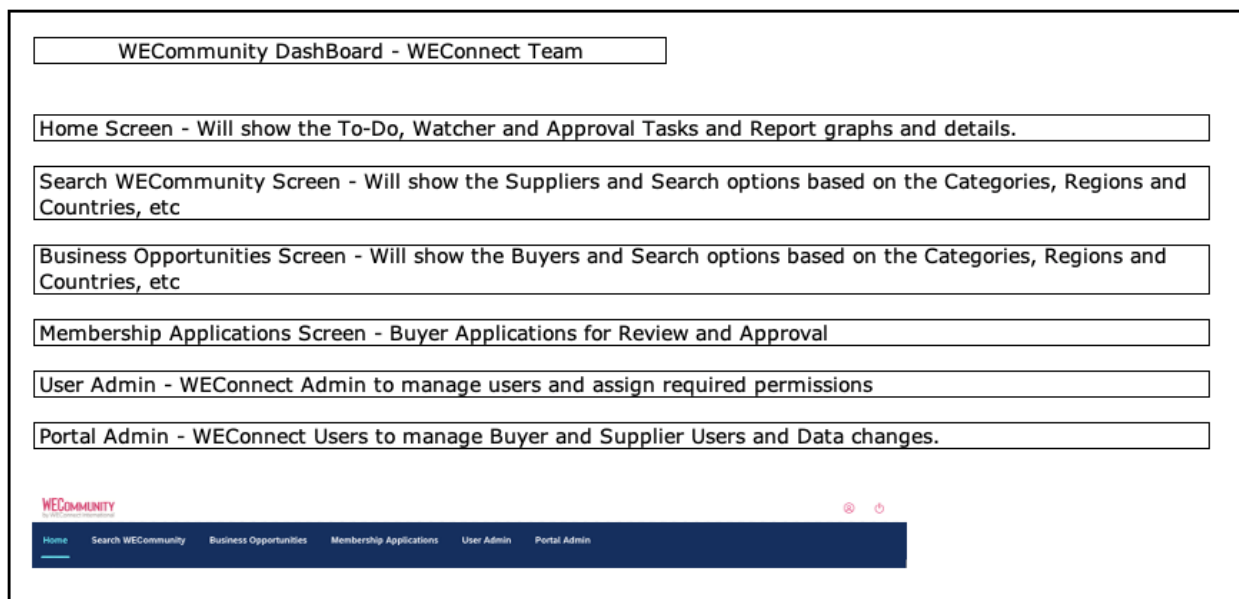 WECommunity DashBoard - WEConnect Team
Home Screen - Will show the To-Do, Watcher and Approval Tasks and Report graphs and details.
Search WECommunity Screen - Will show the Suppliers and Search options based on the Categories, Regions and
Countries, etc
Business Opportunities Screen - Will show the Buyers and Search options based on the Categories, Regions and
Countries, etc
Membership Applications Screen - Buyer Applications for Review and Approval
User Admin - WEConnect Admin to manage users and assign required permissions
Portal Admin - WEConnect Users to manage Buyer and Supplier Users and Data changes.
WECOMMUNITY
by WEConnect International
Home Search WECommunity Business Opportunities Membership Applications User Admin Portal Admin